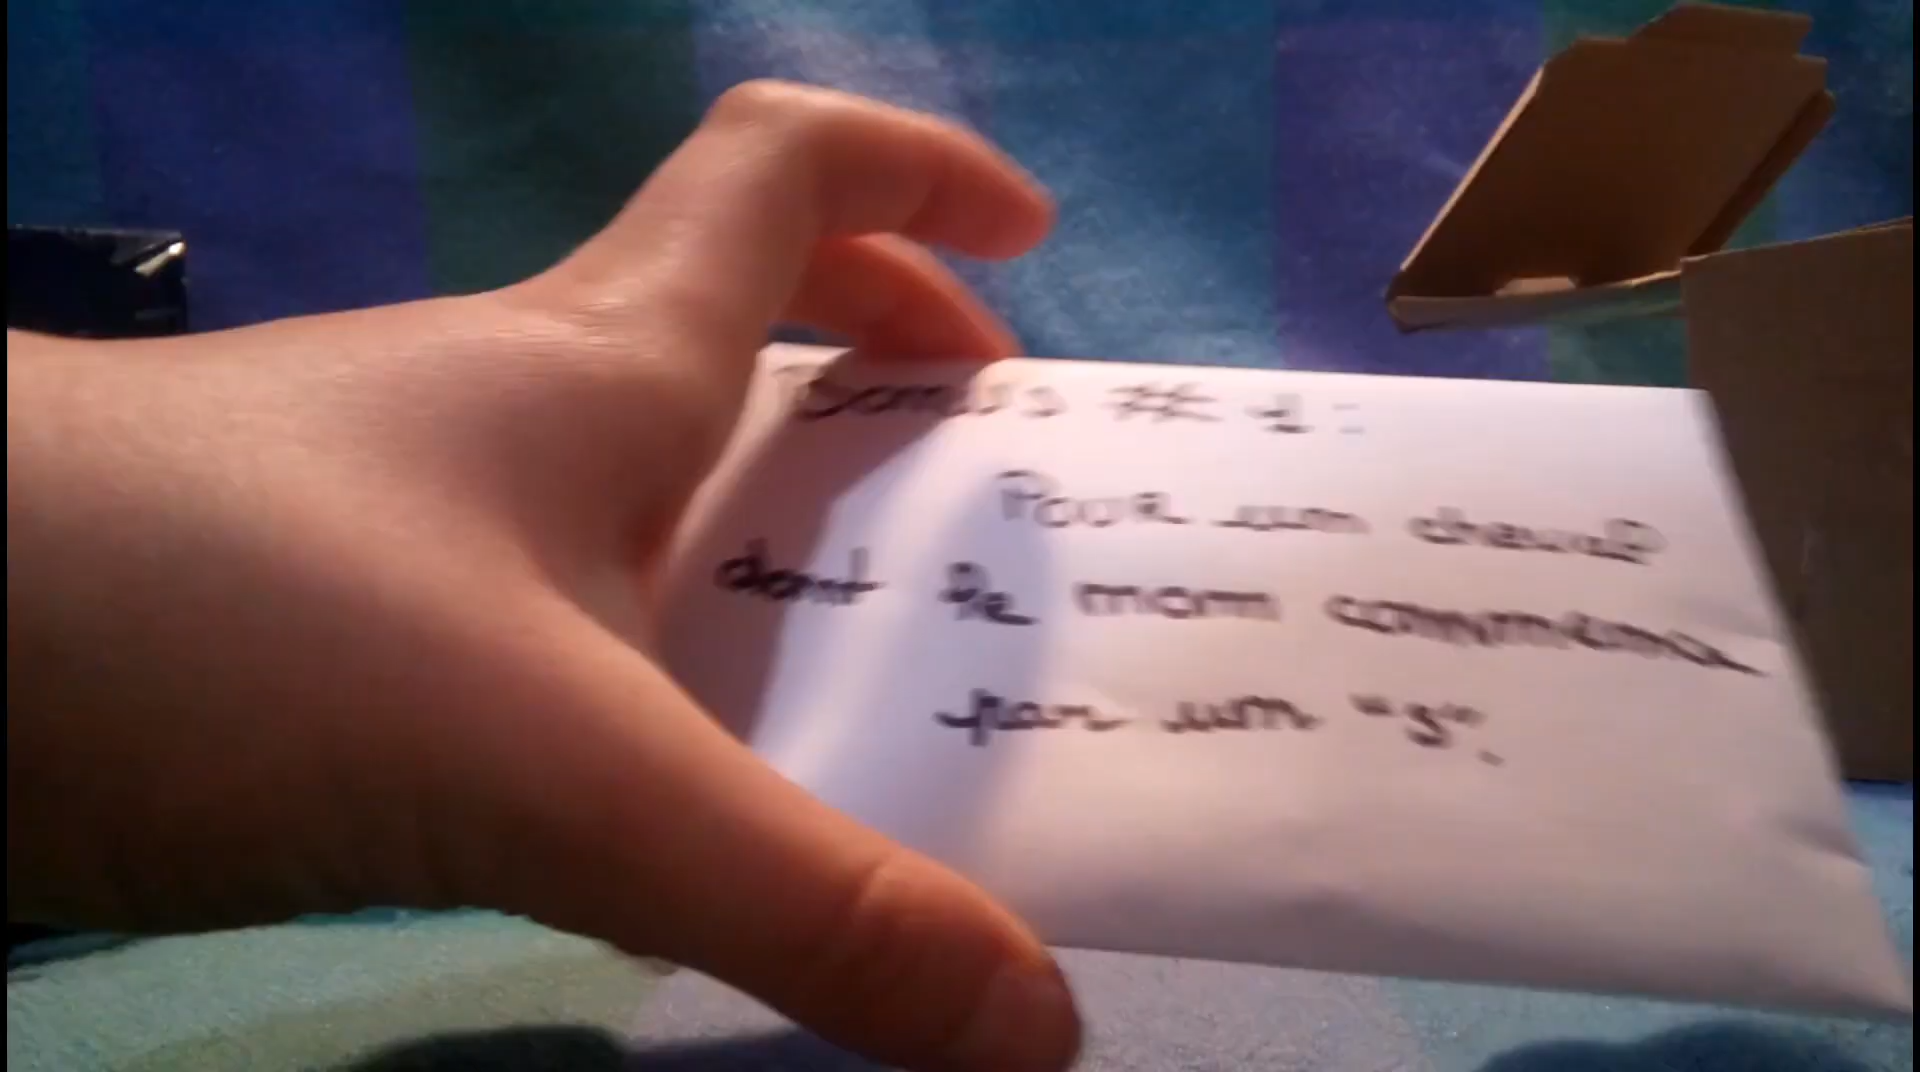 Bonus # 1 :
Pour un cheval
dont le nom commence
par un "s".